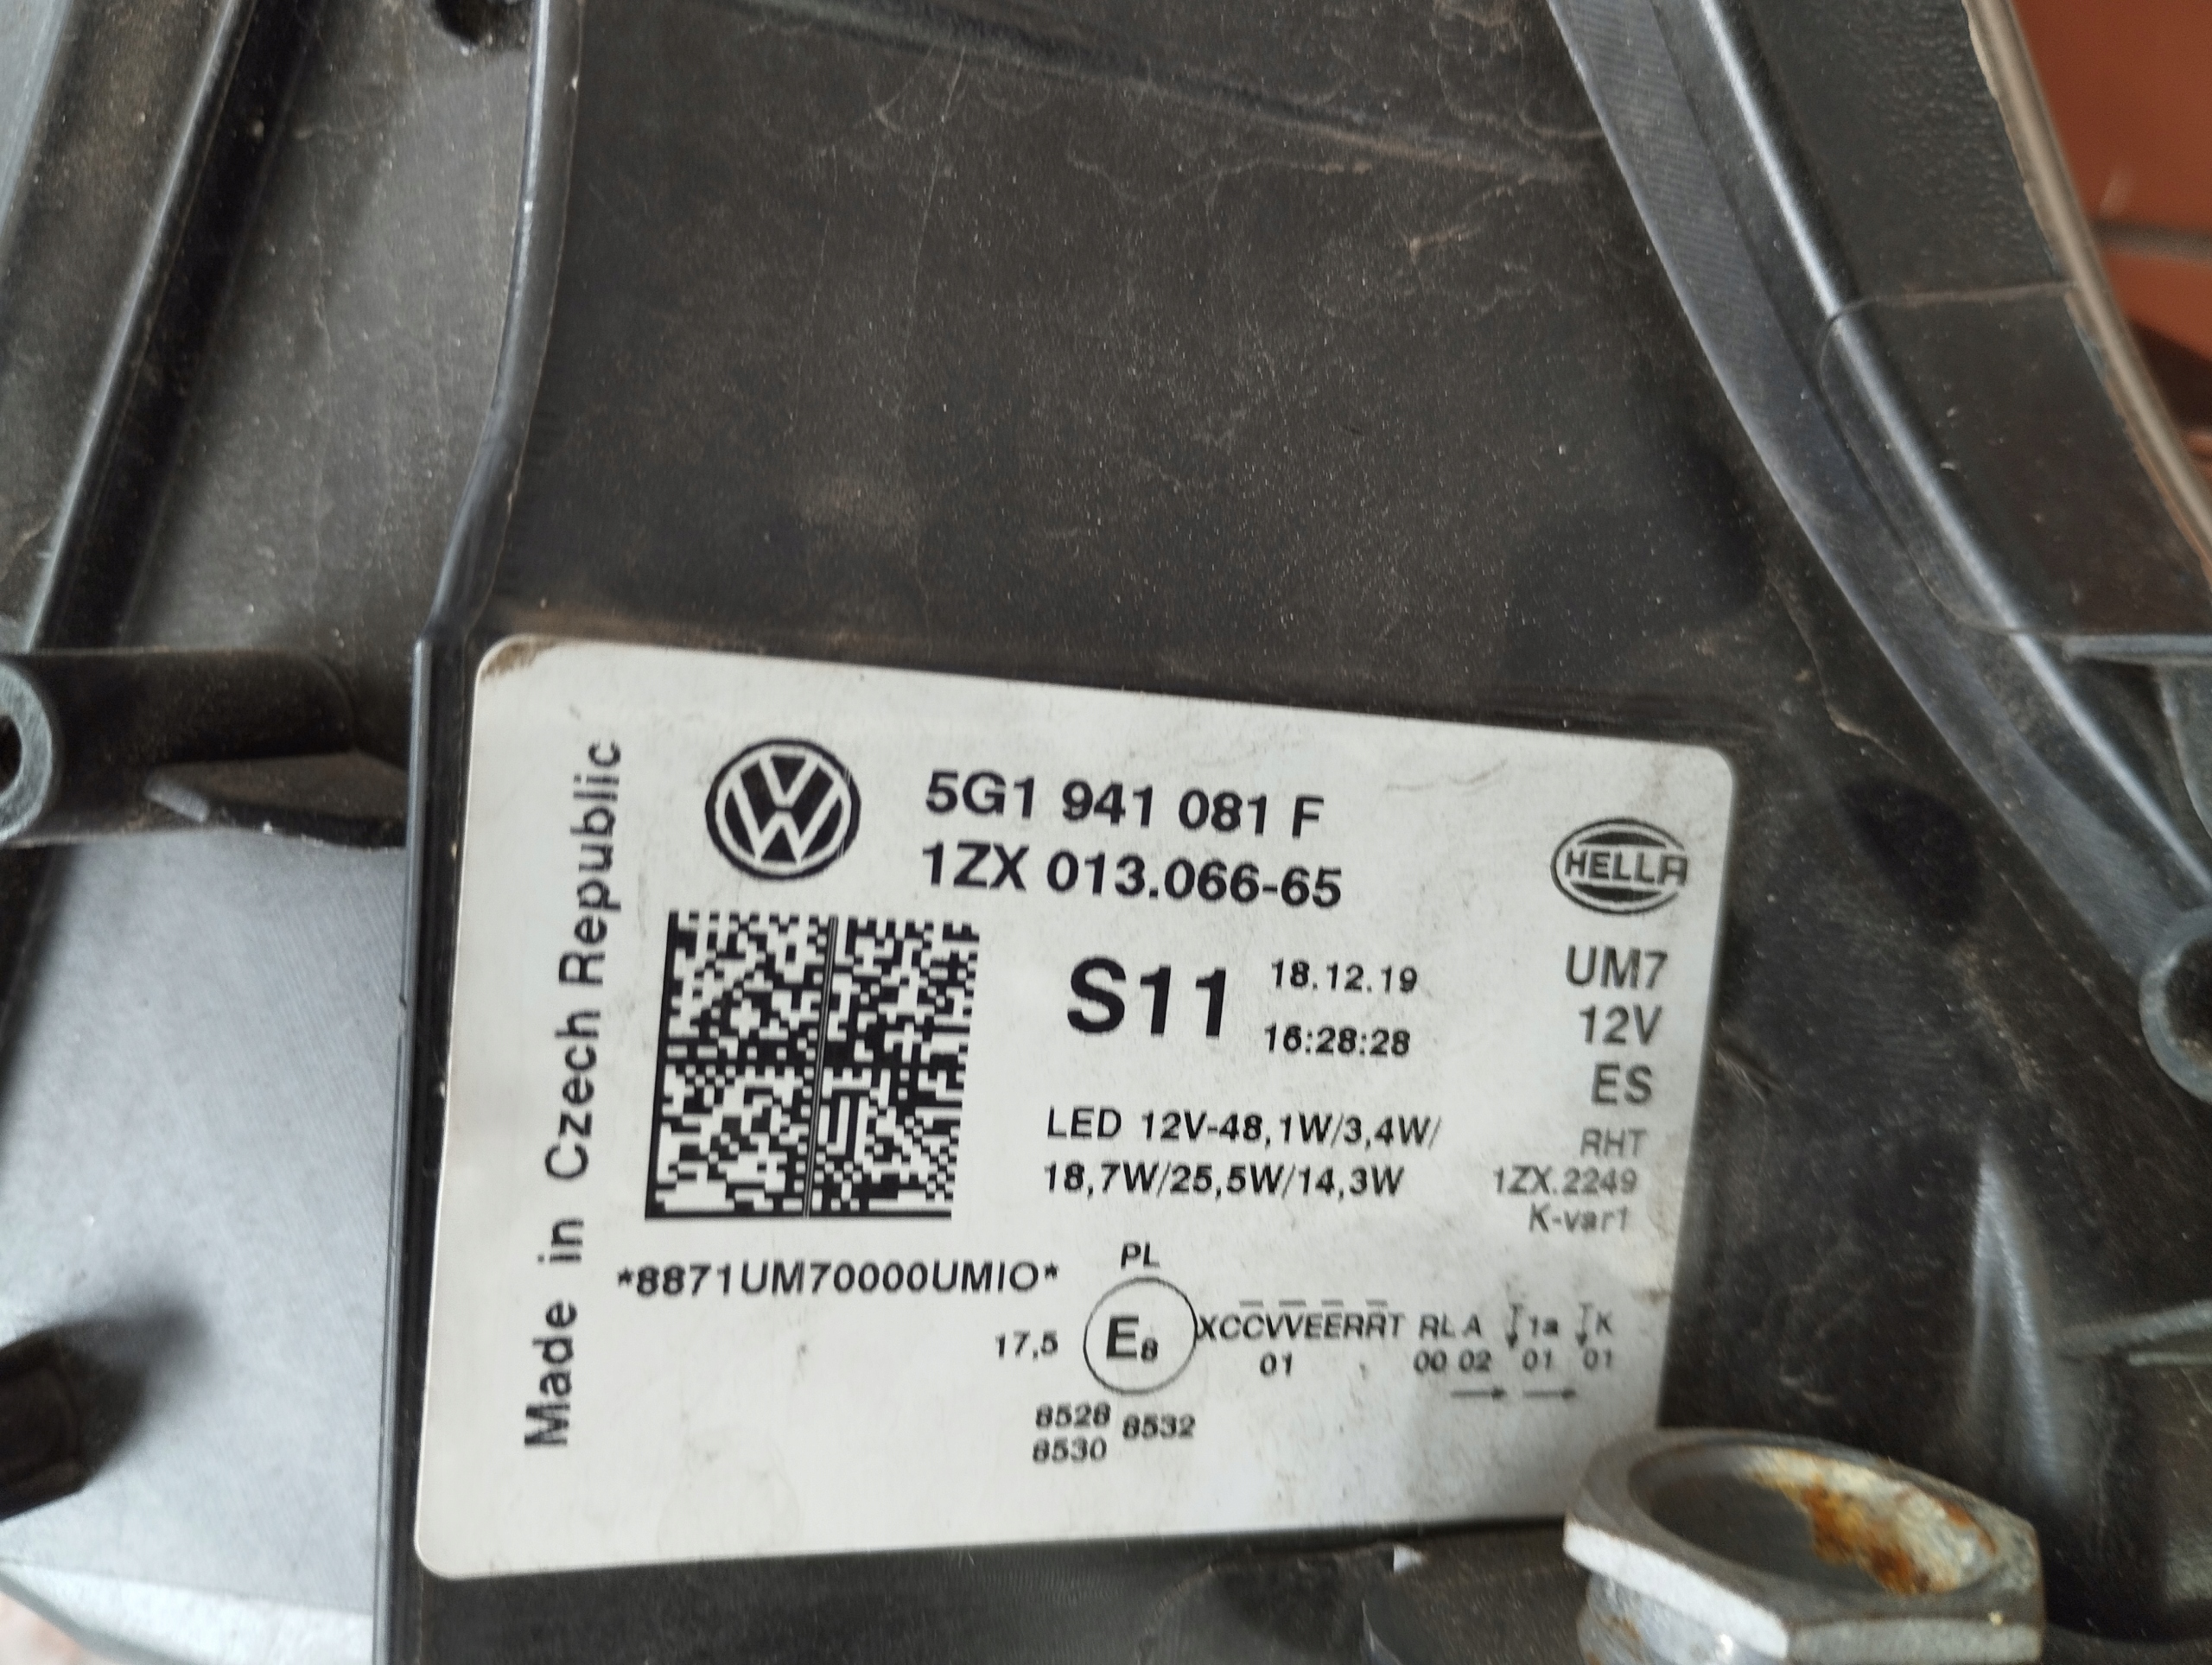 Made in Czech Republic
5G1 941 081 F
1ZX 013.066-65
HELLA
S11
18.12.19
16:28:28
UM7
12V
ES
RHT
1ZX.2249
K-var1
LED 12V-48,1W/3,4W/
18,7W/25,5W/14,3W
*8871UM70000UMIO*
PL
17,5
E8
XCCVVEERRT RL A 1a K
01 00 02 01 01
8528 8532
8530